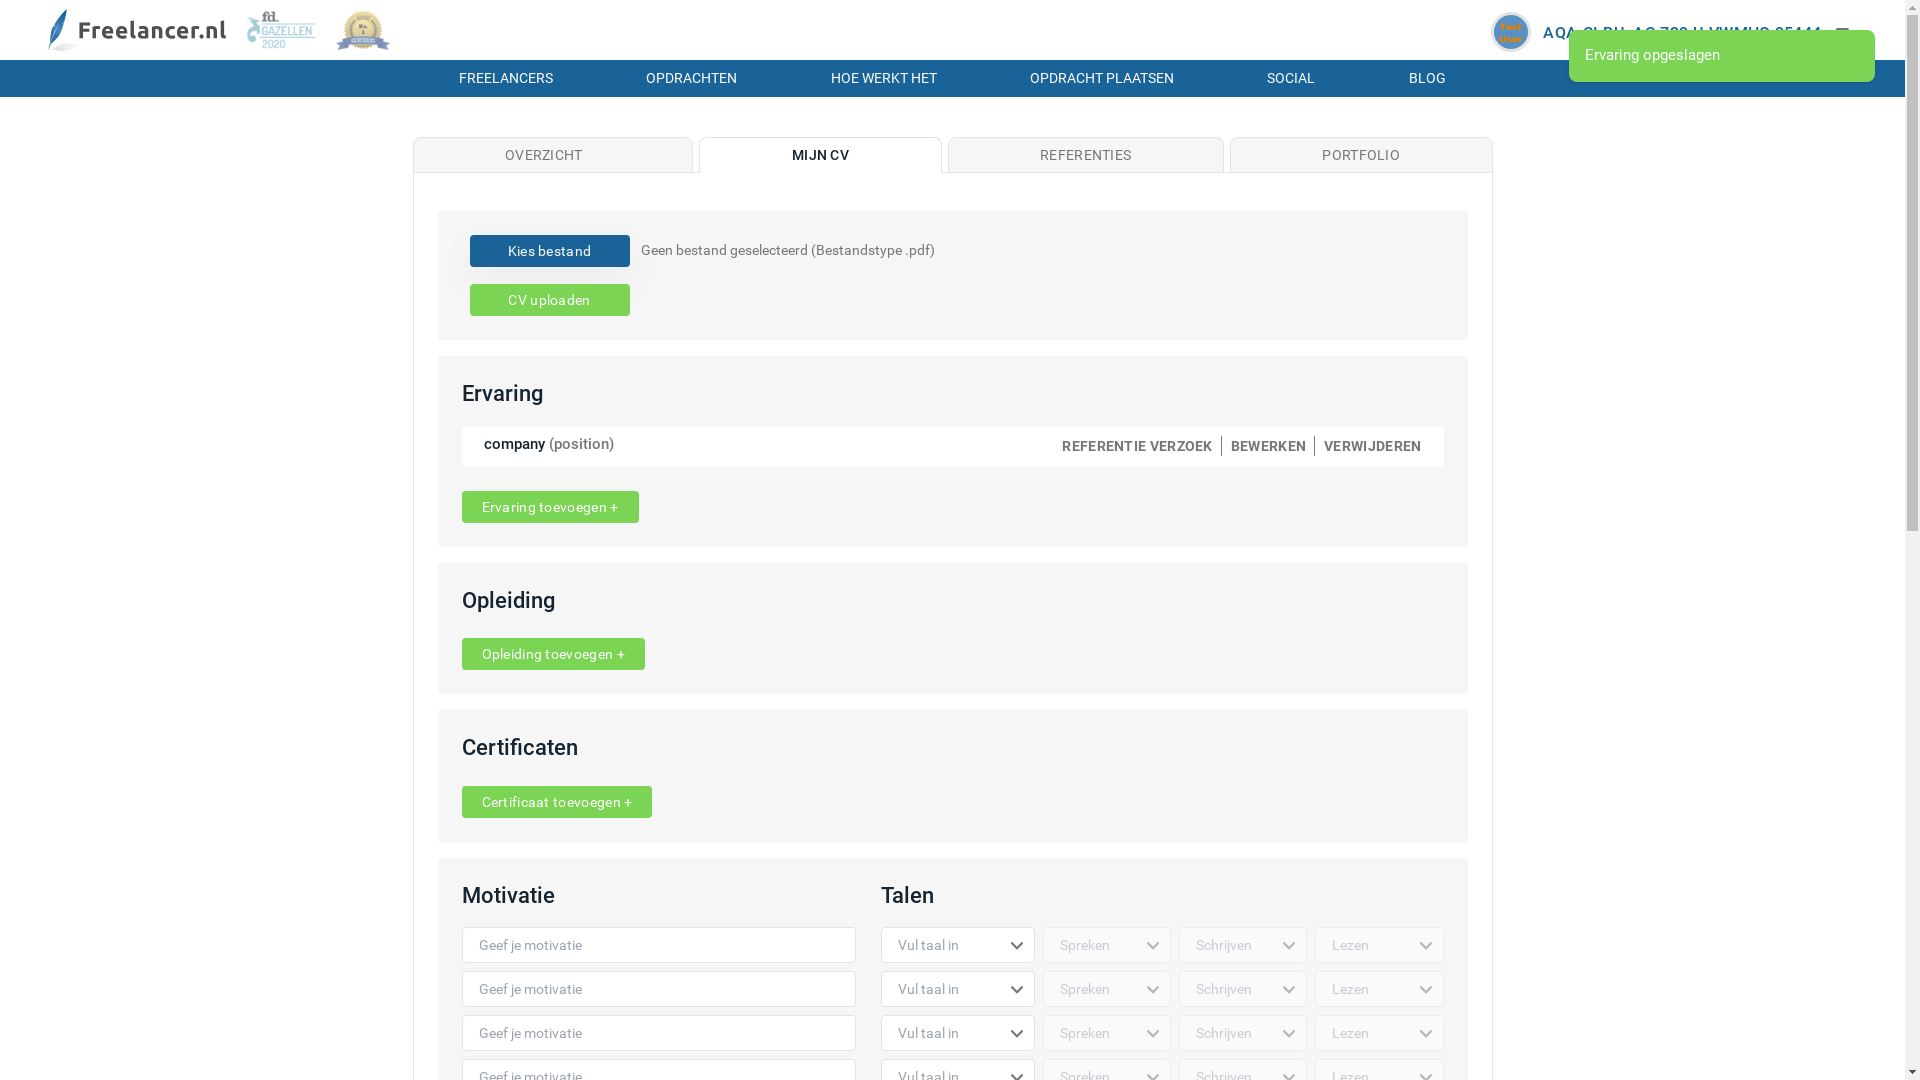 Freelancer.nl
fd.
GAZELLEN
2020
Ervaring opgeslagen
FREELANCERS
OPDRACHTEN
HOE WERKT HET
OPDRACHT PLAATSEN
SOCIAL
BLOG
OVERZICHT
MIJN CV
REFERENTIES
PORTFOLIO
Kies bestand
Geen bestand geselecteerd (Bestandstype .pdf)
CV uploaden
Ervaring
company (position)
REFERENTIE VERZOEK
BEWERKEN
VERWIJDEREN
Ervaring toevoegen +
Opleiding
Opleiding toevoegen +
Certificaten
Certificaat toevoegen +
Motivatie
Talen
Geef je motivatie
Vul taal in
Spreken
Schrijven
Lezen
Geef je motivatie
Vul taal in
Spreken
Schrijven
Lezen
Geef je motivatie
Vul taal in
Spreken
Schrijven
Lezen
Geef je motivatie
Vul taal in
Spreken
Schrijven
Lezen